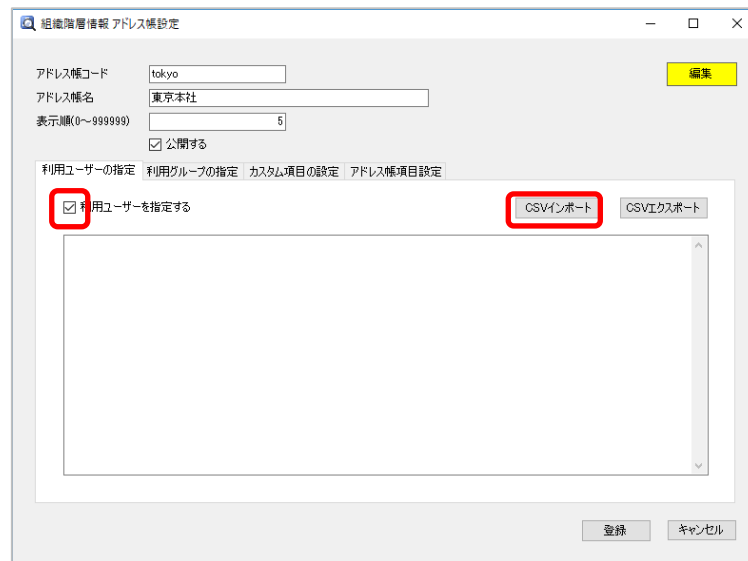 組織階層情報 アドレス帳設定
アドレス帳コード tokyo 編集
アドレス帳名 東京本社
表示順(0～999999) 5
公開する
利用ユーザーの指定 利用グループの指定 カスタム項目の設定 アドレス帳項目設定
利用ユーザーを指定する CSVインポート CSVエクスポート
登録 キャンセル